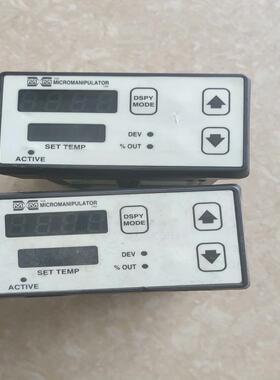 MICROMANIPULATOR
DSPY
MODE
DEV
% OUT
SET TEMP
ACTIVE
MICROMANIPULATOR
DSPY
MODE
DEV
% OUT
SET TEMP
ACTIVE